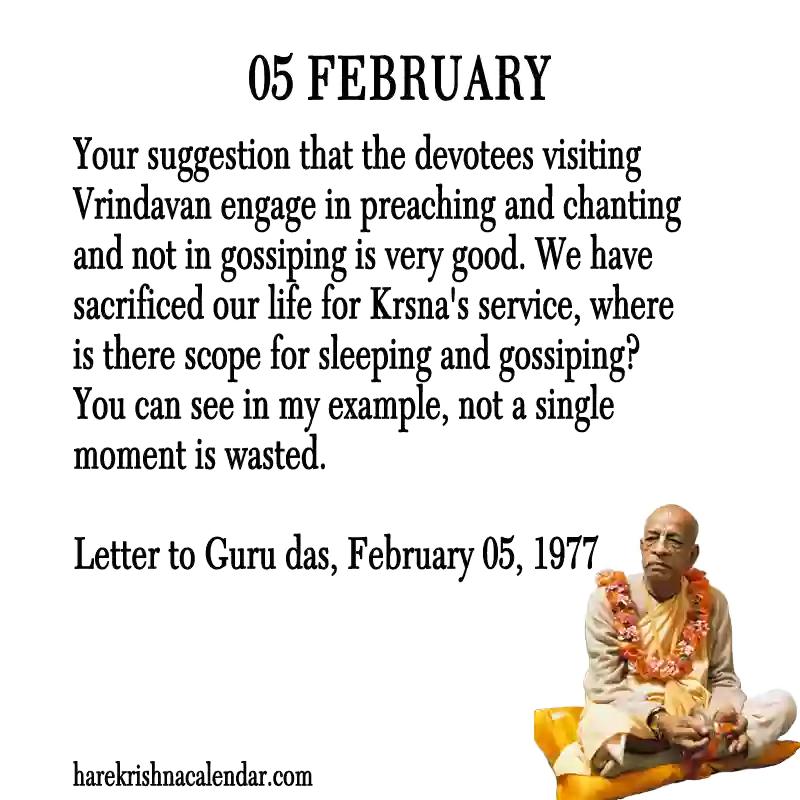 05 FEBRUARY
Your suggestion that the devotees visiting
Vrindavan engage in preaching and chanting
and not in gossiping is very good. We have
sacrificed our life for Krsna's service, where
is there scope for sleeping and gossiping?
You can see in my example, not a single
moment is wasted.
Letter to Guru das, February 05, 1977
harekrishnacalendar.com